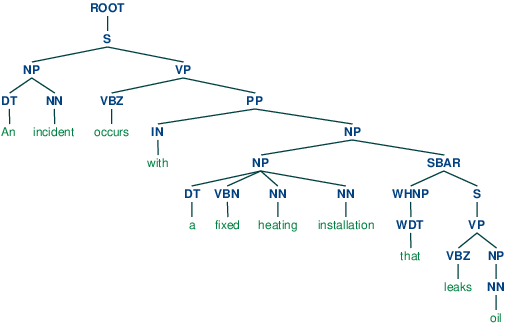 ROOT
S
NP VP
DT NN VBZ PP
An incident occurs IN NP
with NP SBAR
DT VBN NN NN WHNP S
a fixed heating installation WDT VP
that VBZ NP
leaks NN
oil